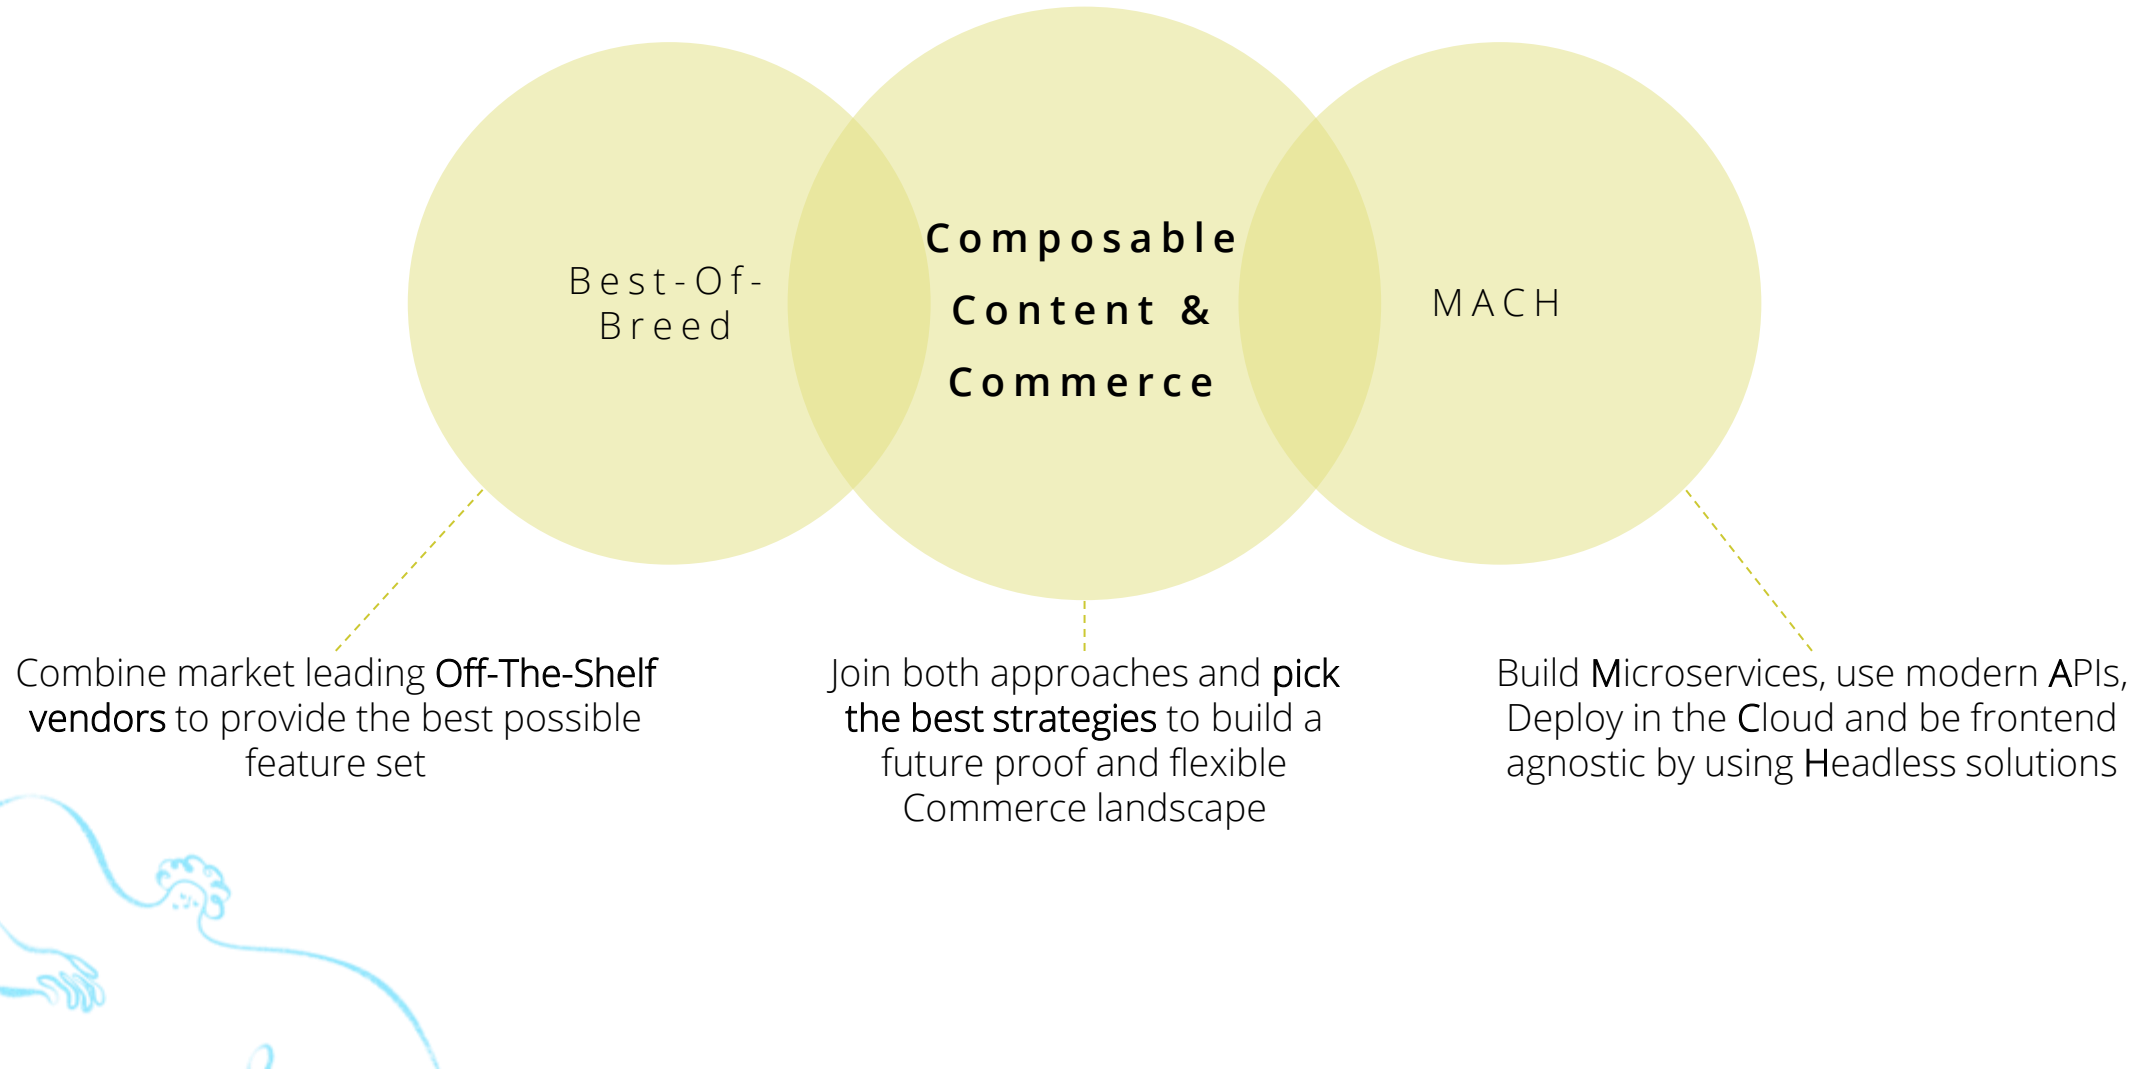 Best-Of-
Breed
Composable
Content &
Commerce
MACH
Combine market leading Off-The-Shelf
vendors to provide the best possible
feature set
Join both approaches and pick
the best strategies to build a
future proof and flexible
Commerce landscape
Build Microservices, use modern APIs,
Deploy in the Cloud and be frontend
agnostic by using Headless solutions